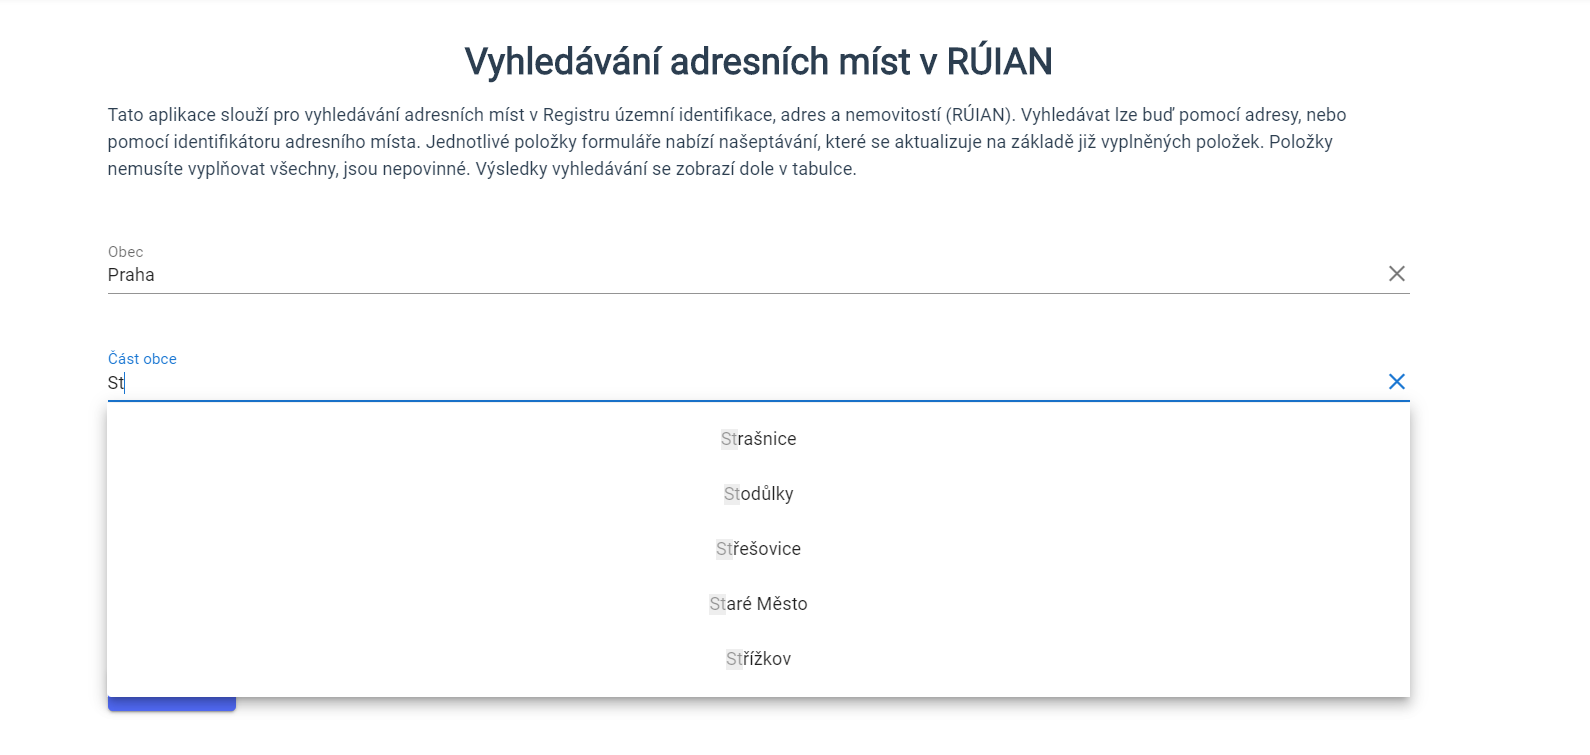 Vyhledávání adresních míst v RÚIAN
Tato aplikace slouží pro vyhledávání adresních míst v Registru územní identifikace, adres a nemovitostí (RÚIAN). Vyhledávat lze buď pomocí adresy, nebo
pomocí identifikátoru adresního místa. Jednotlivé položky formuláře nabízí našeptávání, které se aktualizuje na základě již vyplněných položek. Položky
nemusíte vyplňovat všechny, jsou nepovinné. Výsledky vyhledávání se zobrazí dole v tabulce.
Obec
Praha
Část obce
St
Strašnice
Stodůlky
Střešovice
Staré Město
Střížkov